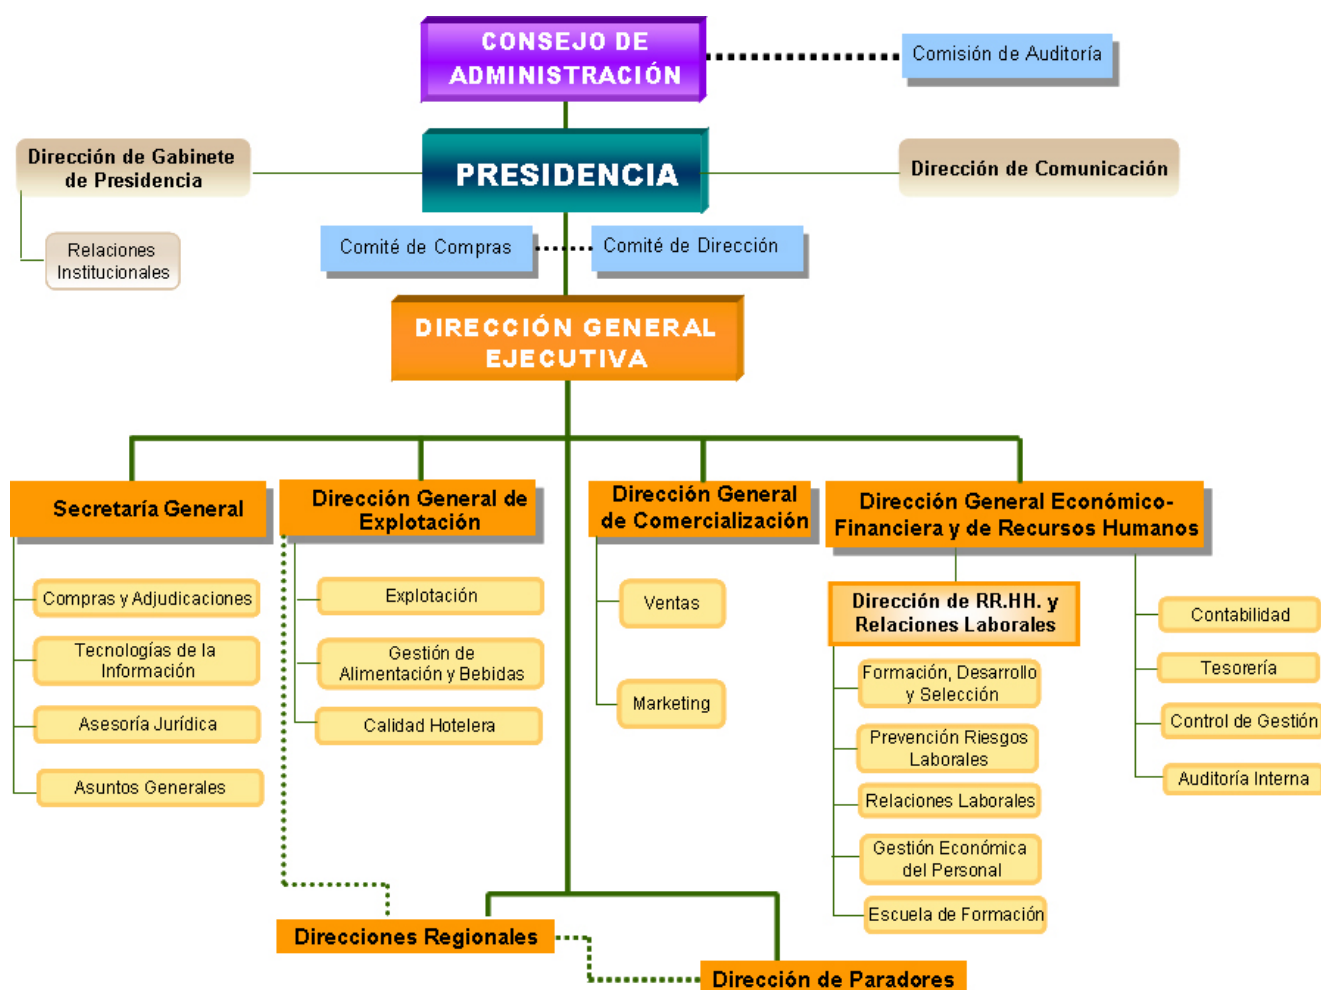 CONSEJO DE
ADMINISTRACIÓN
Comisión de Auditoría
Dirección de Gabinete
de Presidencia
PRESIDENCIA
Dirección de Comunicación
Relaciones
Institucionales
Comité de Compras
Comité de Dirección
DIRECCIÓN GENERAL
EJECUTIVA
Secretaría General
Dirección General de
Explotación
Dirección General
de Comercialización
Dirección General Económico-
Financiera y de Recursos Humanos
Compras y Adjudicaciones
Tecnologías de la
Información
Asesoría Jurídica
Asuntos Generales
Explotación
Gestión de
Alimentación y Bebidas
Calidad Hotelera
Ventas
Marketing
Dirección de RR.HH. y
Relaciones Laborales
Formación, Desarrollo
y Selección
Prevención Riesgos
Laborales
Relaciones Laborales
Gestión Económica
del Personal
Escuela de Formación
Contabilidad
Tesorería
Control de Gestión
Auditoría Interna
Direcciones Regionales
Dirección de Paradores